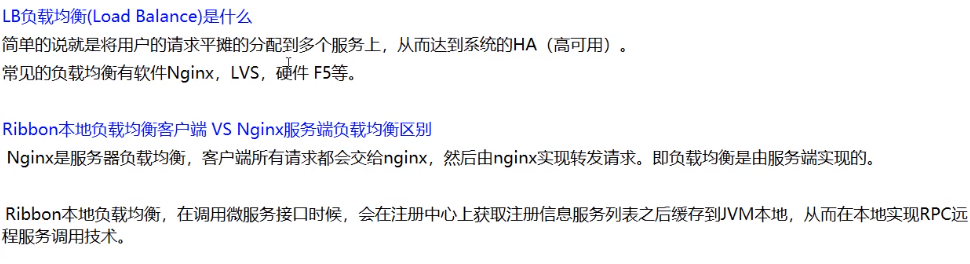 LB负载均衡(Load Balance)是什么
简单的说就是将用户的请求平摊的分配到多个服务上，从而达到系统的HA（高可用）。
常见的负载均衡有软件Nginx，LVS，硬件 F5等。
Ribbon本地负载均衡客户端 VS Nginx服务端负载均衡区别
Nginx是服务器负载均衡，客户端所有请求都会交给nginx，然后由nginx实现转发请求。即负载均衡是由服务端实现的。
Ribbon本地负载均衡，在调用微服务接口时候，会在注册中心上获取注册信息服务列表之后缓存到JVM本地，从而在本地实现RPC远
程服务调用技术。